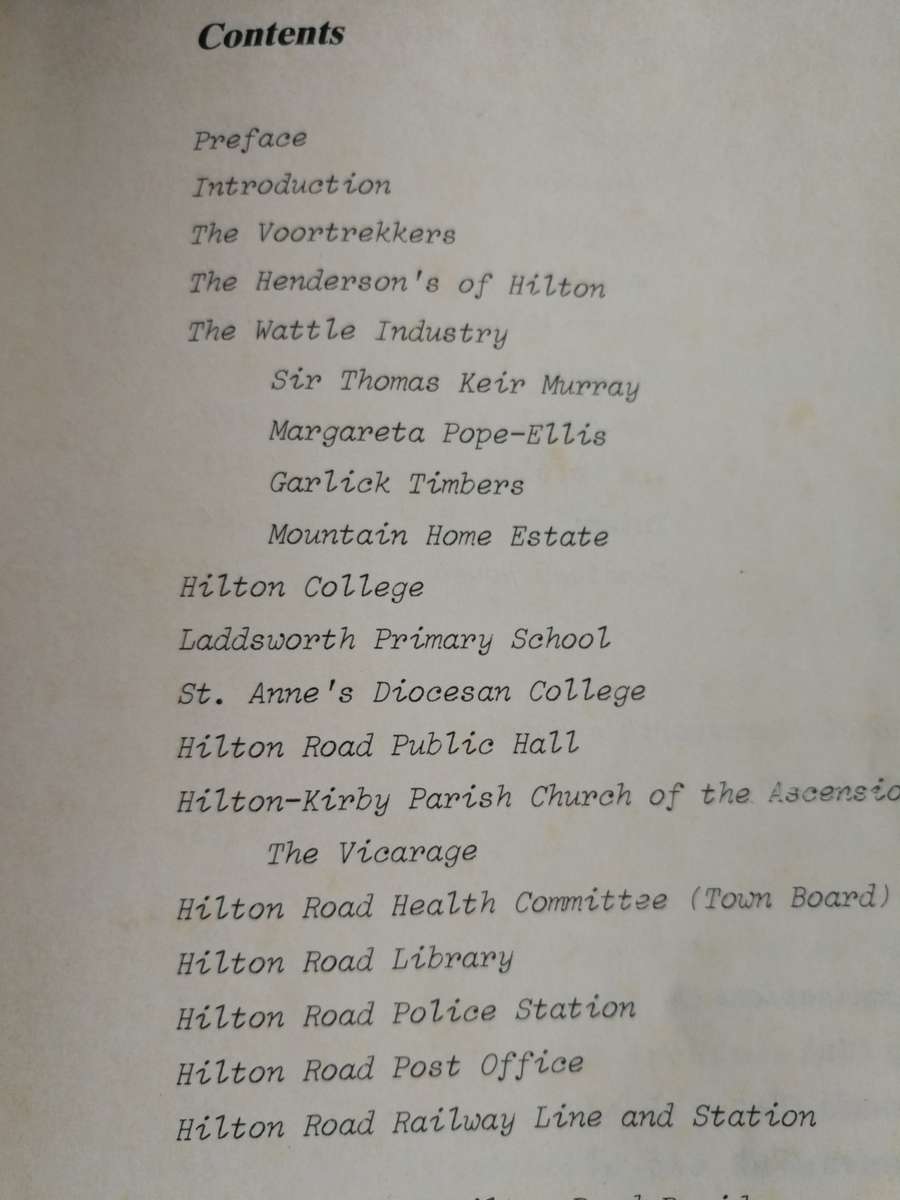 Contents
Preface
Introduction
The Voortrekkers
The Henderson's of Hilton
The Wattle Industry
Sir Thomas Keir Murray
Margareta Pope-Ellis
Garlick Timbers
Mountain Home Estate
Hilton College
Laddsworth Primary School
St. Anne's Diocesan College
Hilton Road Public Hall
Hilton-Kirby Parish Church of the Ascensio
The Vicarage
Hilton Road Health Committee (Town Board)
Hilton Road Library
Hilton Road Police Station
Hilton Road Post Office
Hilton Road Railway Line and Station